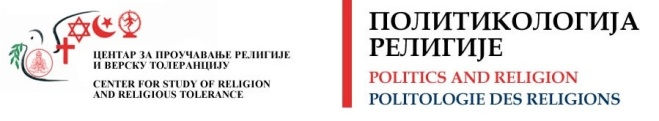 ЦЕНТАР ЗА ПРОУЧАВАЊЕ РЕЛИГИЈЕ
И ВЕРСКУ ТОЛЕРАНЦИЈУ
CENTER FOR STUDY OF RELIGION
AND RELIGIOUS TOLERANCE
ПОЛИТИКОЛОГИЈА
РЕЛИГИЈЕ
POLITICS AND RELIGION
POLITOLOGIE DES RELIGIONS